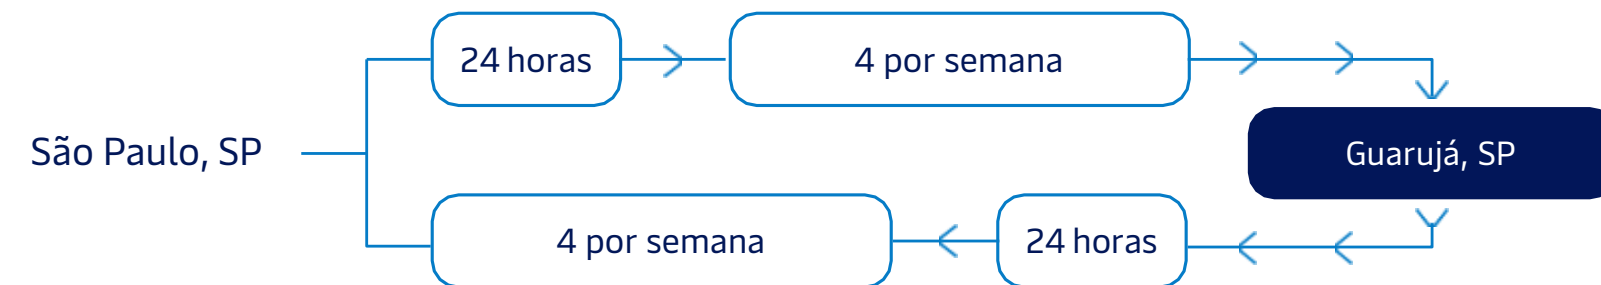 24 horas
4 por semana
São Paulo, SP
Guarujá, SP
4 por semana
24 horas